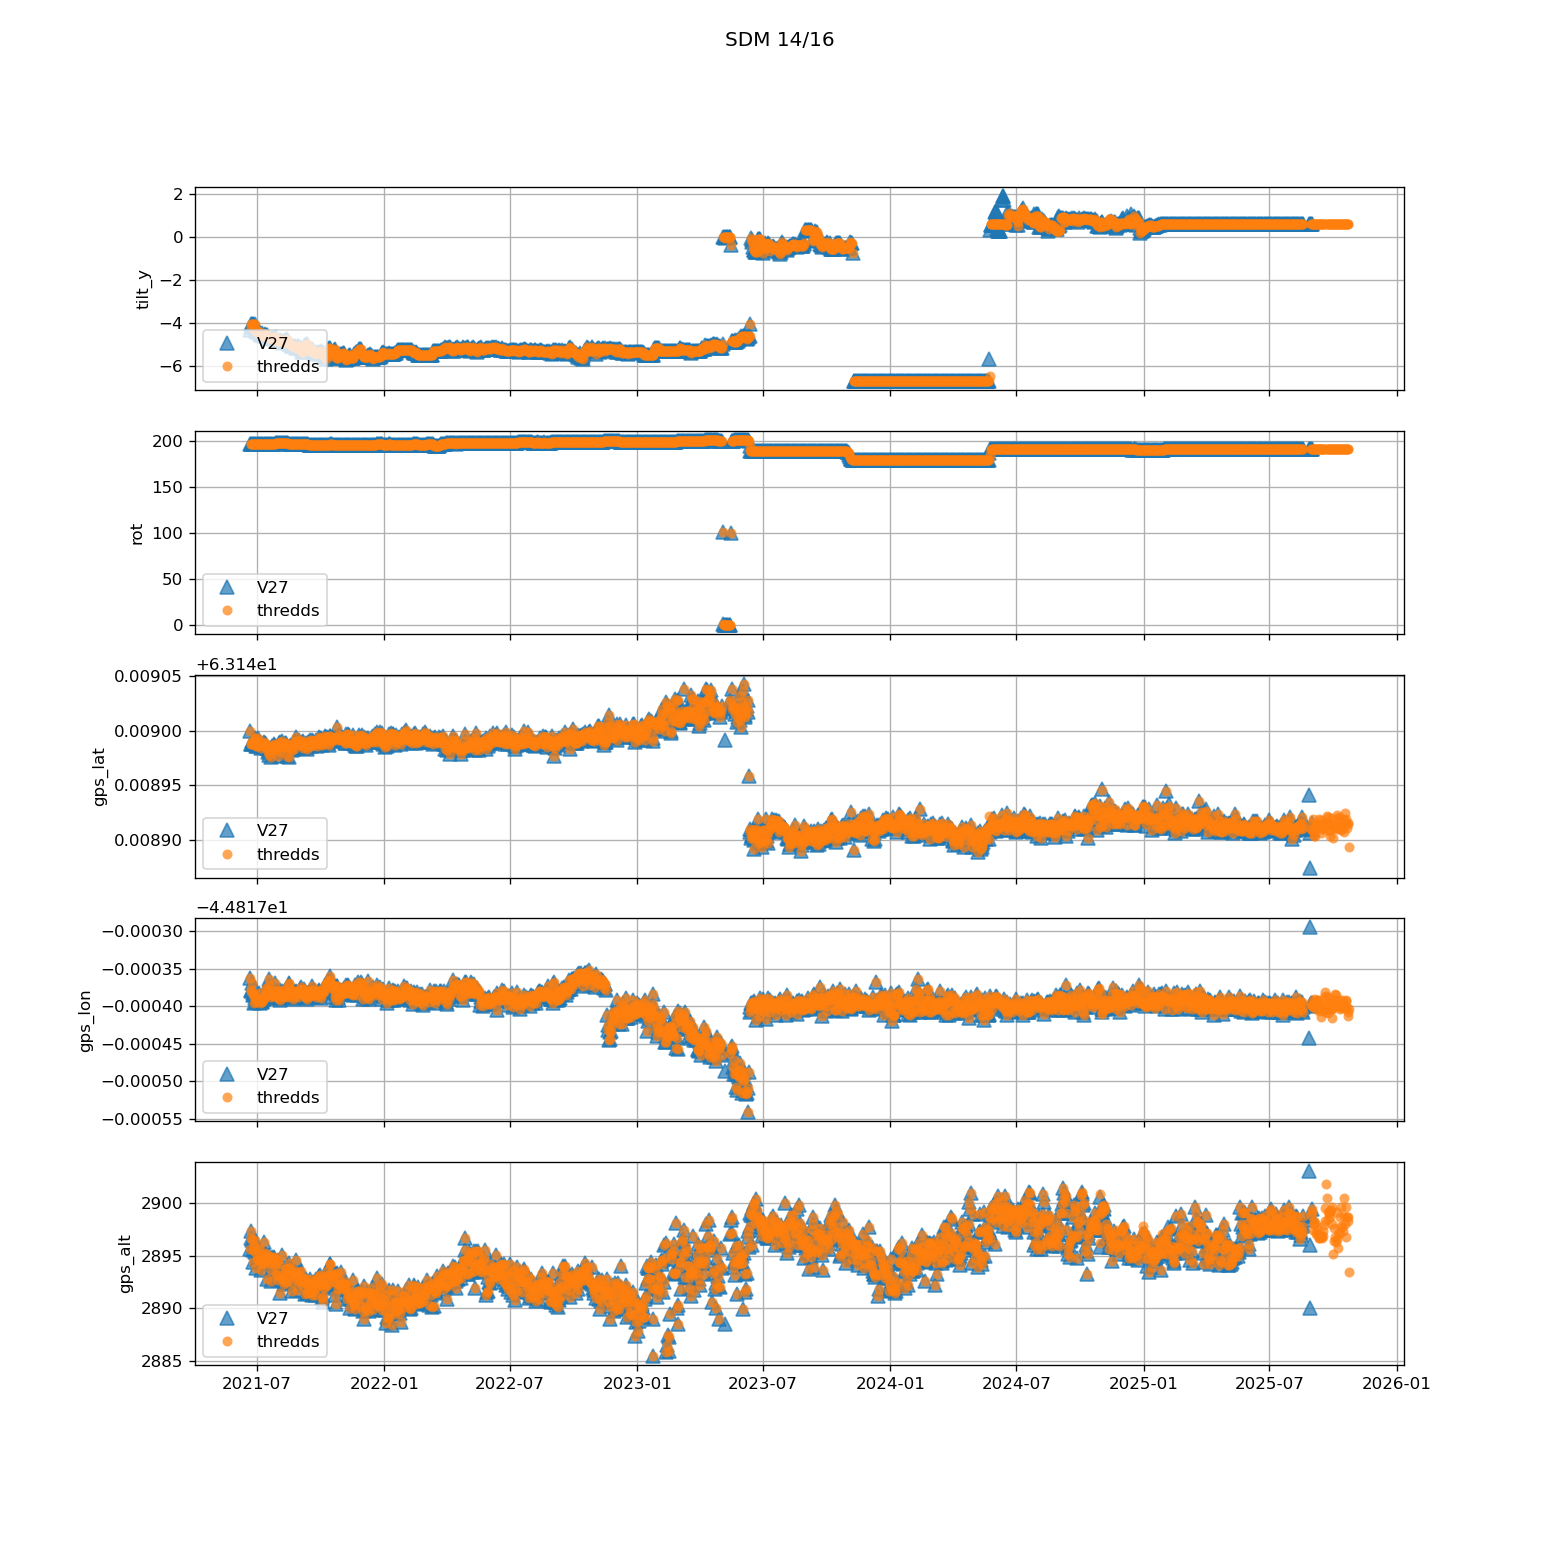 SDM 14/16
2
0
−2
−4
−6
tilt_y
V27
thredds
200
150
100
50
0
rot
V27
thredds
+6.314e1
0.00905
0.00900
0.00895
0.00890
gps_lat
V27
thredds
−4.4817e1
−0.00030
−0.00035
−0.00040
−0.00045
−0.00050
−0.00055
gps_lon
V27
thredds
2900
2895
2890
2885
gps_alt
V27
thredds
2021-07 2022-01 2022-07 2023-01 2023-07 2024-01 2024-07 2025-01 2025-07 2026-01